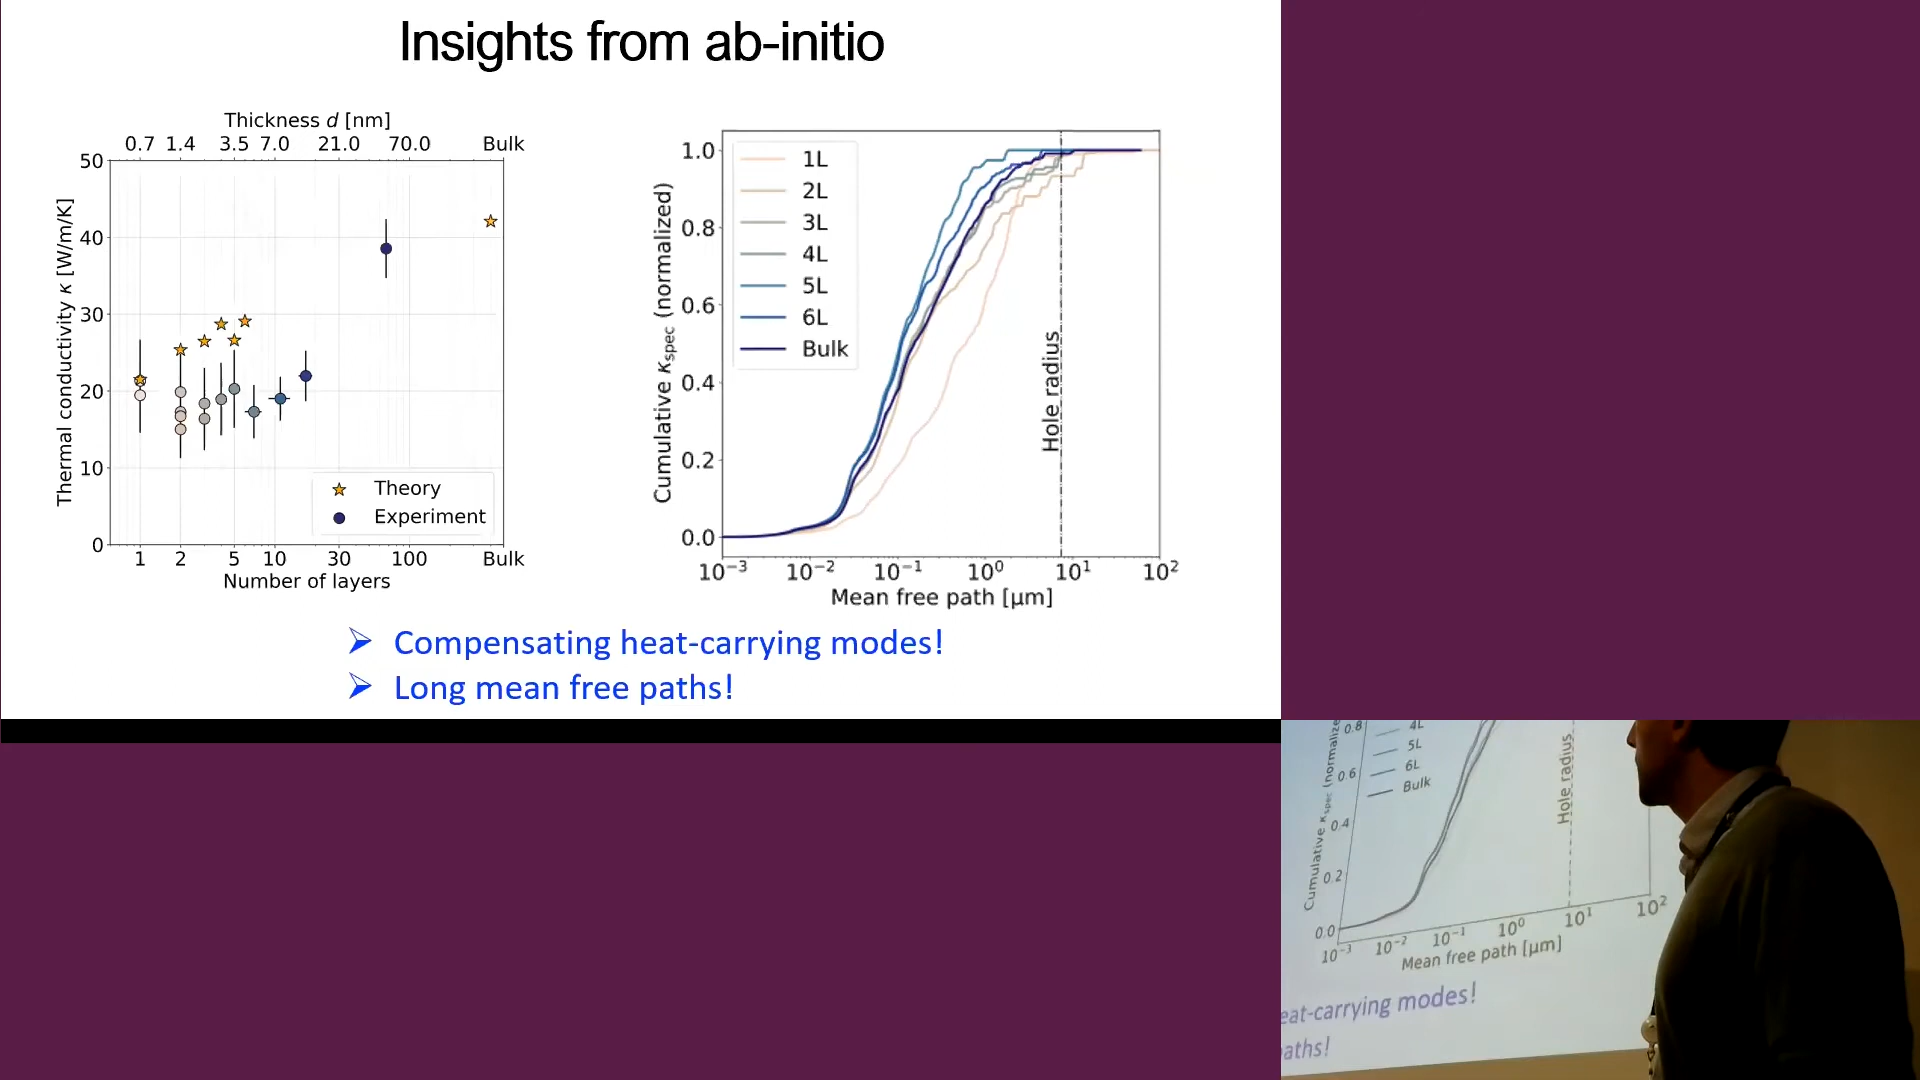 Insights from ab-initio
Thickness d [nm]
0.7 1.4 3.5 7.0 21.0 70.0 Bulk
50
40
30
20
10
0
Thermal conductivity κ [W/m/K]
Theory
Experiment
1 2 5 10 30 100 Bulk
Number of layers
1.0
0.8
0.6
0.4
0.2
0.0
Cumulative κspec (normalized)
1L
2L
3L
4L
5L
6L
Bulk
Hole radius
10⁻³ 10⁻² 10⁻¹ 10⁰ 10¹ 10²
Mean free path [μm]
➢ Compensating heat-carrying modes!
➢ Long mean free paths!
0.8
0.6
0.4
0.2
0.0
Cumulative κspec (normalize
4L
5L
6L
Bulk
Hole radius
10⁻³ 10⁻² 10⁻¹ 10⁰ 10¹ 10²
Mean free path [μm]
eat-carrying modes!
aths!